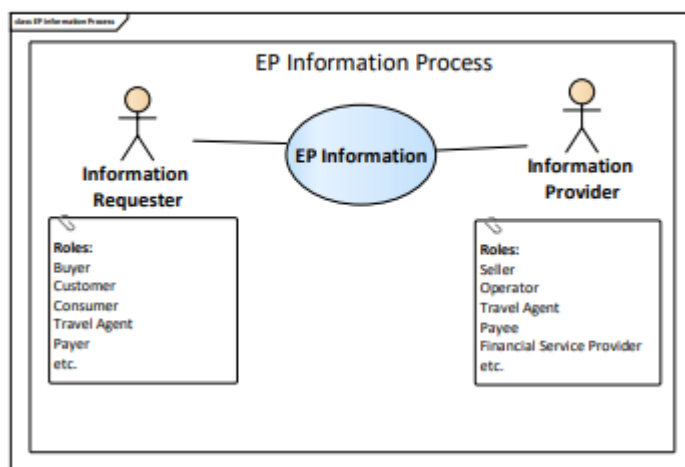 class EP Information Process
EP Information Process
Information
Requester
EP Information
Information
Provider
Roles:
Buyer
Customer
Consumer
Travel Agent
Payer
etc.
Roles:
Seller
Operator
Travel Agent
Payee
Financial Service Provider
etc.